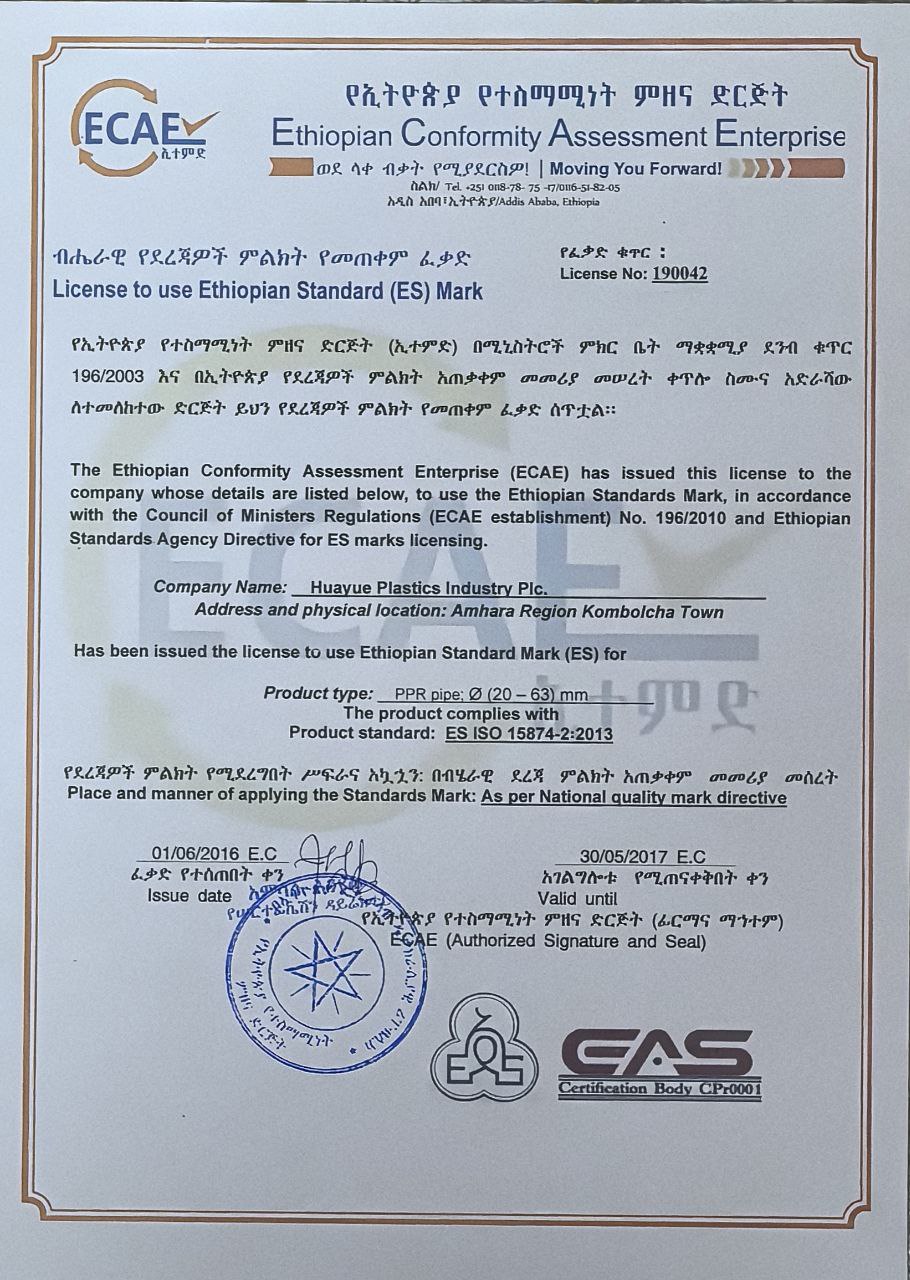 ECAE
ኢተምድ
የኢትዮጵያ የተስማሚነት ምዘና ድርጅት
Ethiopian Conformity Assessment Enterprise
ወደ ላቀ ብቃት የሚያደርስዎ! | Moving You Forward!
ስልክ/ Tel. +251 0118-78- 75 -17/0116-51-82-05
አዲስ አበባ፣ኢትዮጵያ/Addis Ababa, Ethiopia
ብሔራዊ የደረጃዎች ምልክት የመጠቀም ፈቃድ
License to use Ethiopian Standard (ES) Mark
የፈቃድ ቁጥር :
License No: 190042
የኢትዮጵያ የተስማሚነት ምዘና ድርጅት (ኢተምድ) በሚኒስትሮች ምክር ቤት ማቋቋሚያ ደንብ ቁጥር
196/2003 እና በኢትዮጵያ የደረጃዎች ምልክት አጠቃቀም መመሪያ መሠረት ቀጥሎ ስሙና አድራሻው
ለተመለከተው ድርጅት ይህን የደረጃዎች ምልክት የመጠቀም ፈቃድ ሰጥቷል።
The Ethiopian Conformity Assessment Enterprise (ECAE) has issued this license to the
company whose details are listed below, to use the Ethiopian Standards Mark, in accordance
with the Council of Ministers Regulations (ECAE establishment) No. 196/2010 and Ethiopian
Standards Agency Directive for ES marks licensing.
Company Name: Huayue Plastics Industry Plc.
Address and physical location: Amhara Region Kombolcha Town
Has been issued the license to use Ethiopian Standard Mark (ES) for
Product type: PPR pipe; Ø (20 – 63) mm
The product complies with
Product standard: ES ISO 15874-2:2013
የደረጃዎች ምልክት የሚደረግበት ሥፍራና አኳኋን: በብሄራዊ ደረጃ ምልክት አጠቃቀም መመሪያ መሰረት
Place and manner of applying the Standards Mark: As per National quality mark directive
01/06/2016 E.C
ፈቃድ የተሰጠበት ቀን
Issue date
30/05/2017 E.C
አገልግሎቱ የሚጠናቀቅበት ቀን
Valid until
የኢትዮጵያ የተስማሚነት ምዘና ድርጅት (ፊርማና ማኅተም)
ECAE (Authorized Signature and Seal)
የኢትዮጵያ የተስማሚነት
ምዘና ድርጅት
EAS
Certification Body CPr0001